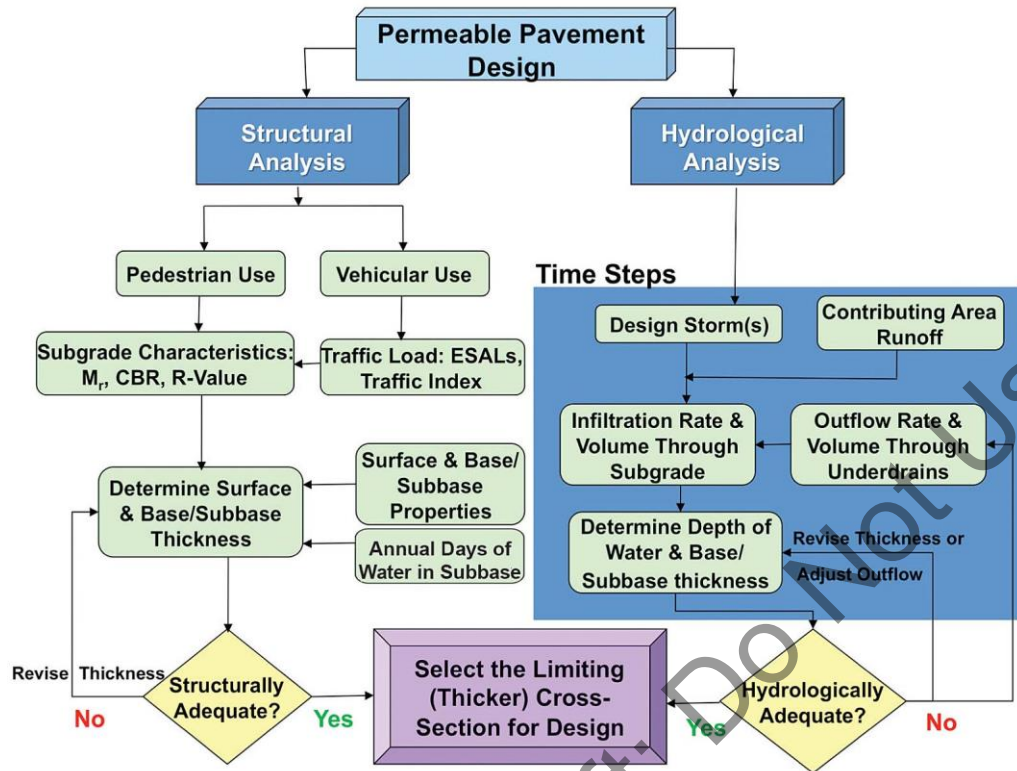 Permeable Pavement
Design
Structural
Analysis
Hydrological
Analysis
Pedestrian Use
Vehicular Use
Time Steps
Design Storm(s)
Contributing Area
Runoff
Subgrade Characteristics:
Mr, CBR, R-Value
Traffic Load: ESALs,
Traffic Index
Infiltration Rate &
Volume Through
Subgrade
Outflow Rate &
Volume Through
Underdrains
Surface & Base/
Subbase
Properties
Determine Surface
& Base/Subbase
Thickness
Annual Days of
Water in Subbase
Determine Depth of
Water & Base/
Subbase thickness
Revise Thickness or
Adjust Outflow
Revise Thickness
No
Structurally
Adequate?
Yes
Select the Limiting
(Thicker) Cross-
Section for Design
Yes
Hydrologically
Adequate?
No
Do Not